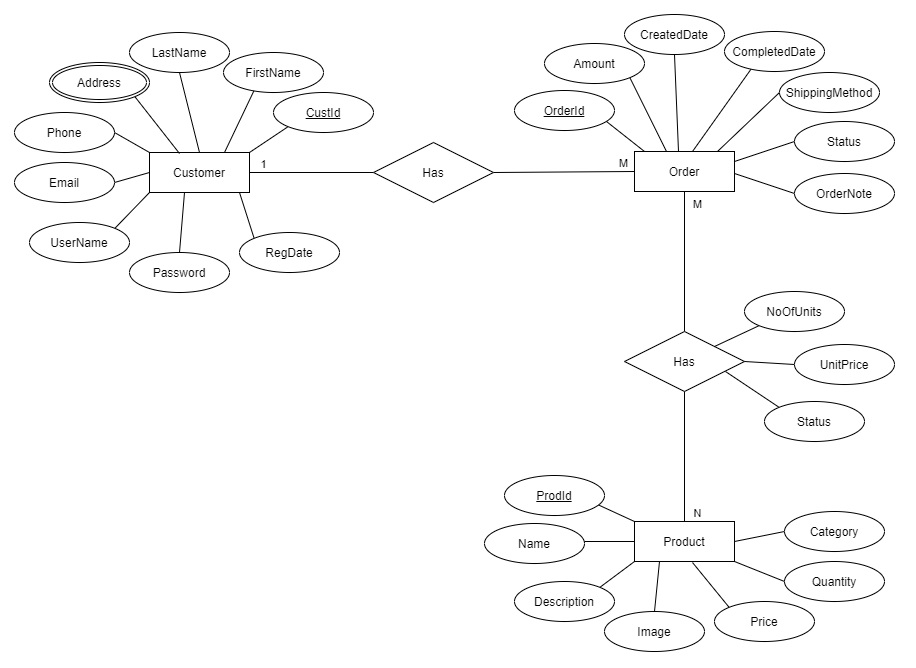 CreatedDate
LastName
CompletedDate
Amount
FirstName
Address
ShippingMethod
OrderId
CustId
Phone
Status
1
M
Customer
Has
Order
Email
OrderNote
M
UserName
RegDate
Password
NoOfUnits
Has
UnitPrice
Status
ProdId
N
Category
Name
Product
Quantity
Description
Price
Image